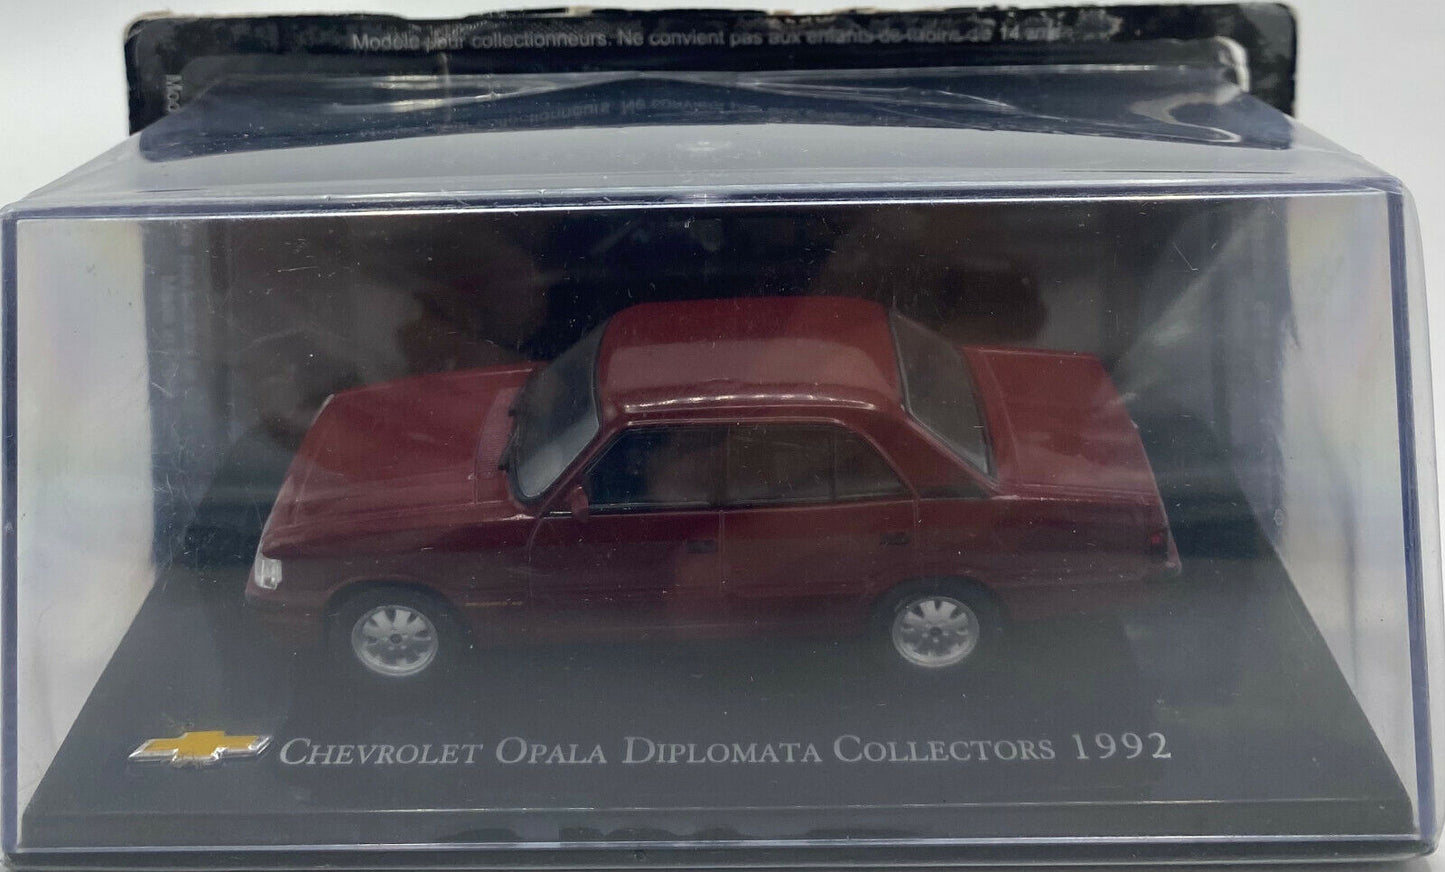 Modèle pour collectionneurs. Ne convient pas aux enfants de moins de 14 ans.
CHEVROLET OPALA DIPLOMATA COLLECTORS 1992